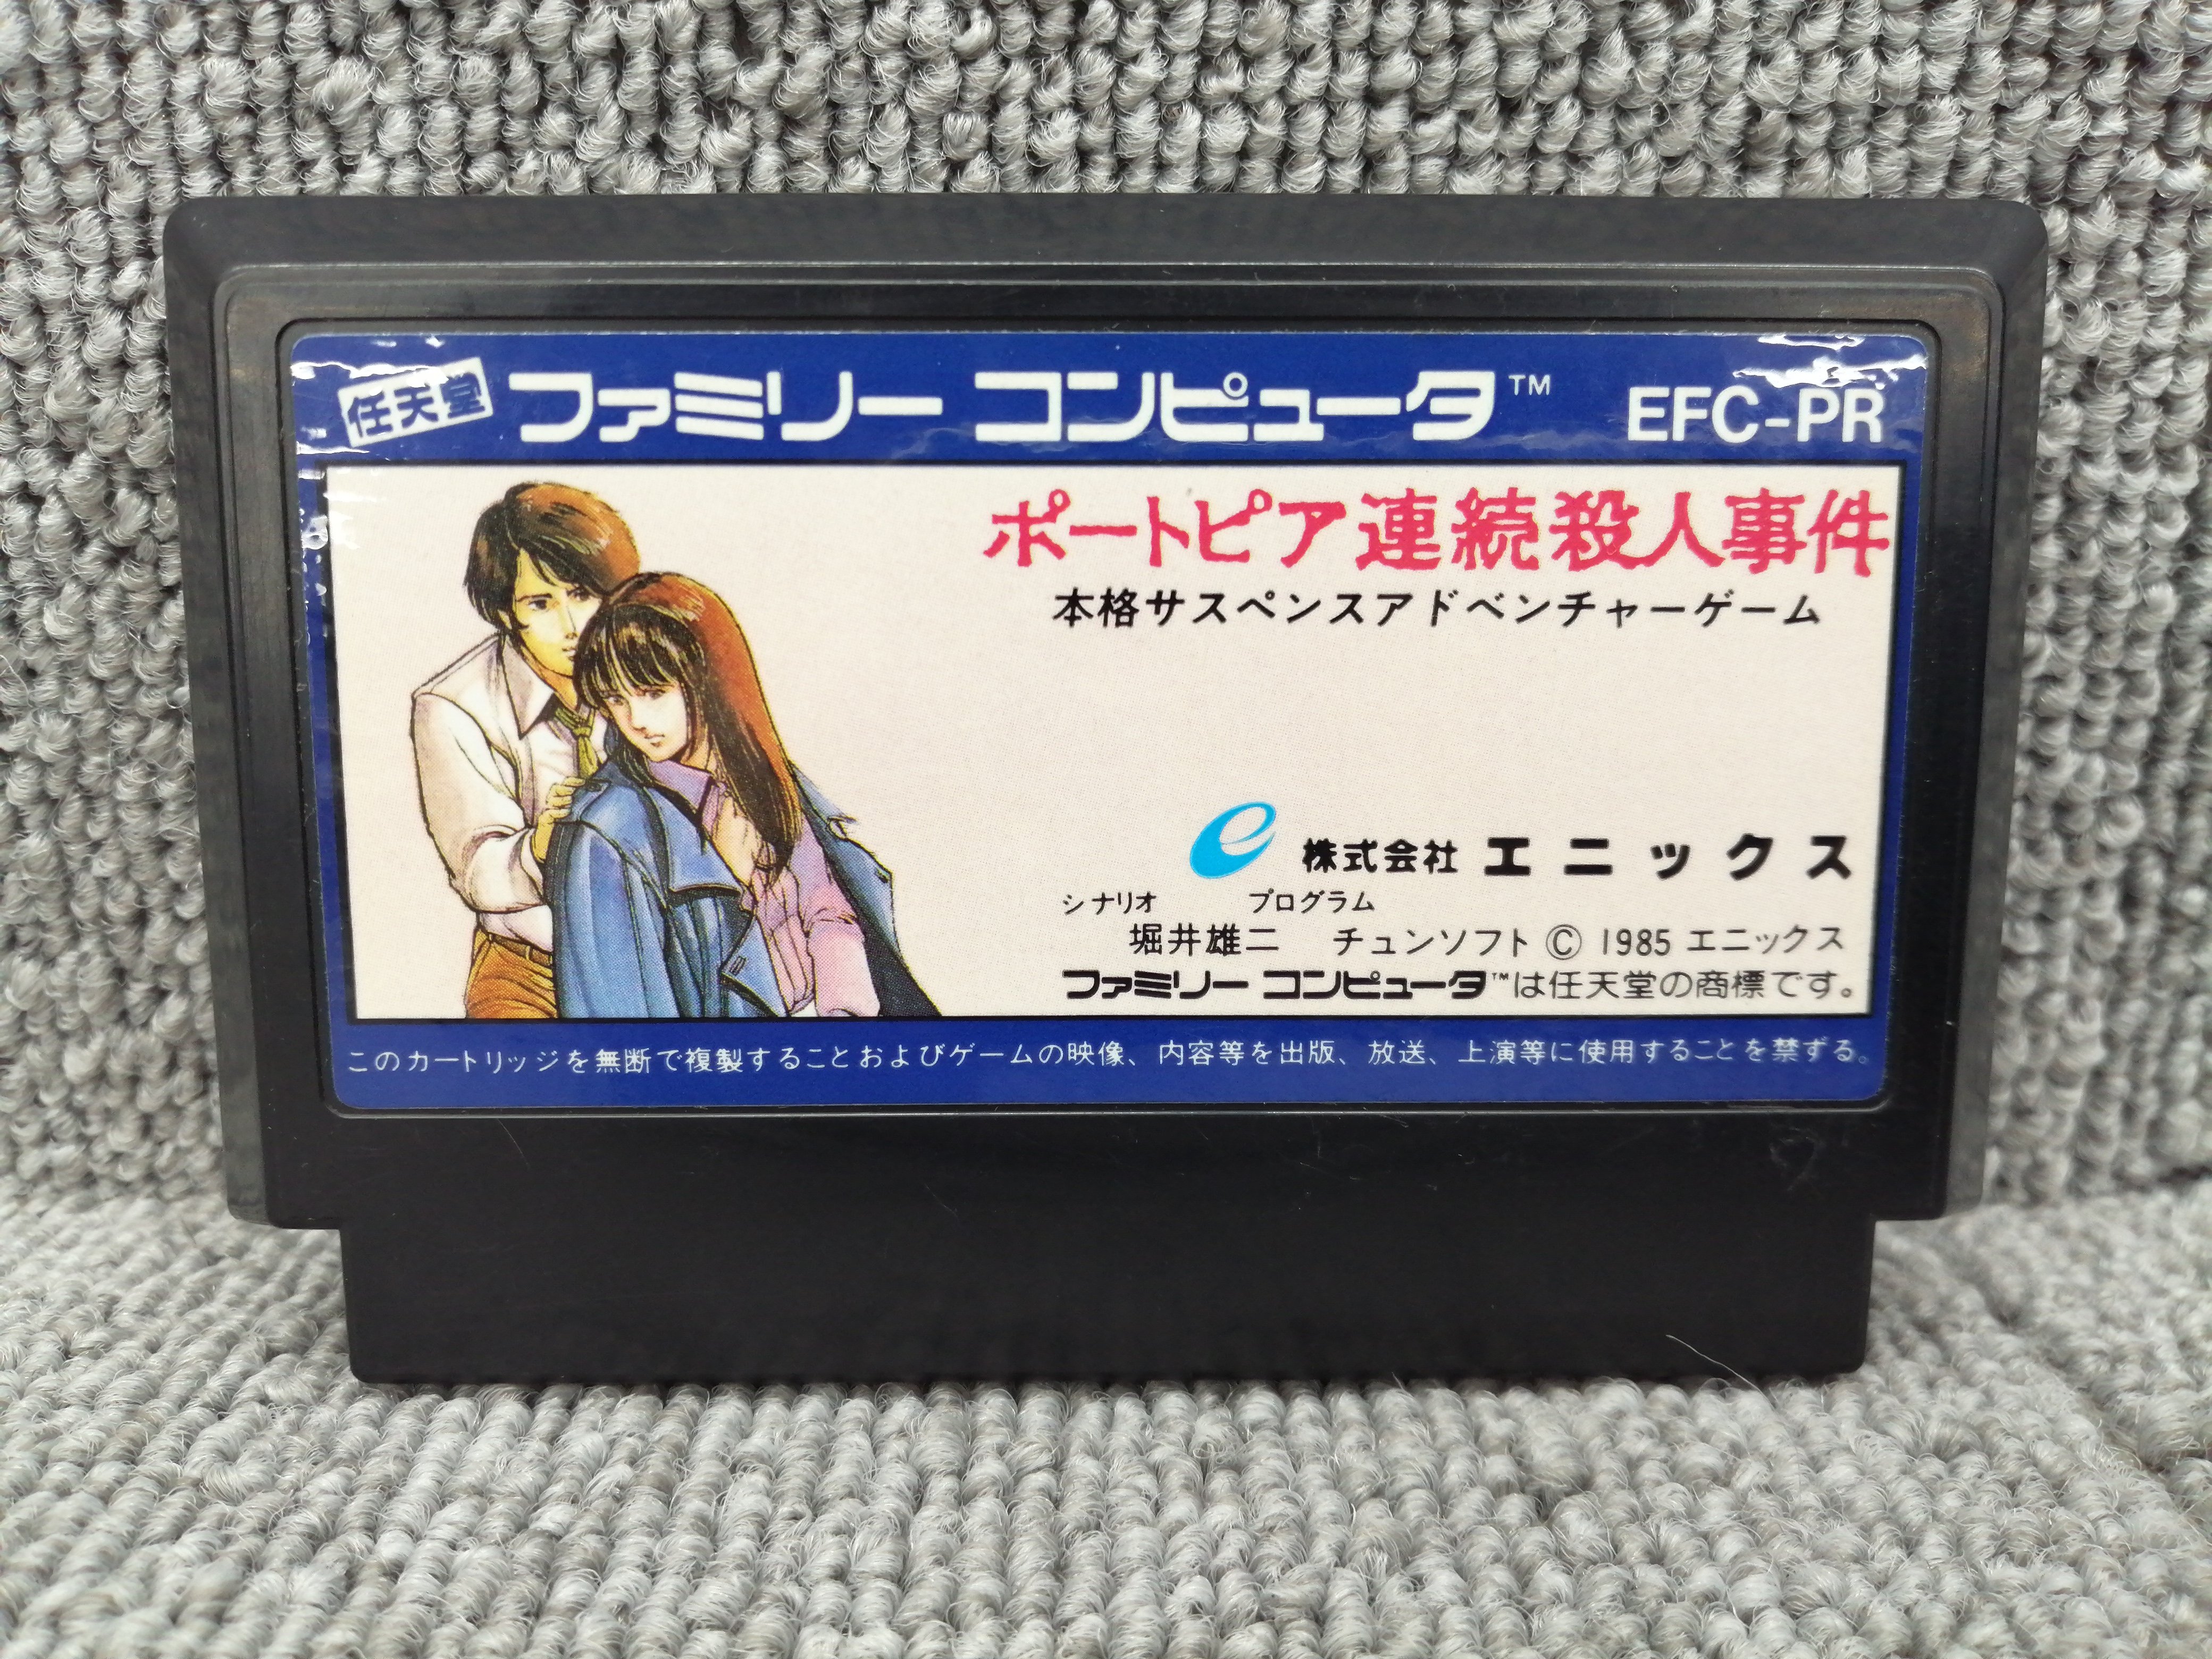 任天堂 ファミリー コンピュータ™ EFC-PR
ポートピア連続殺人事件
本格サスペンスアドベンチャーゲーム
e 株式会社 エニックス
シナリオ プログラム
堀井雄二 チュンソフト © 1985 エニックス
ファミリー コンピュータ™は任天堂の商標です。
このカートリッジを無断で複製することおよびゲームの映像、内容等を出版、放送、上演等に使用することを禁ずる。